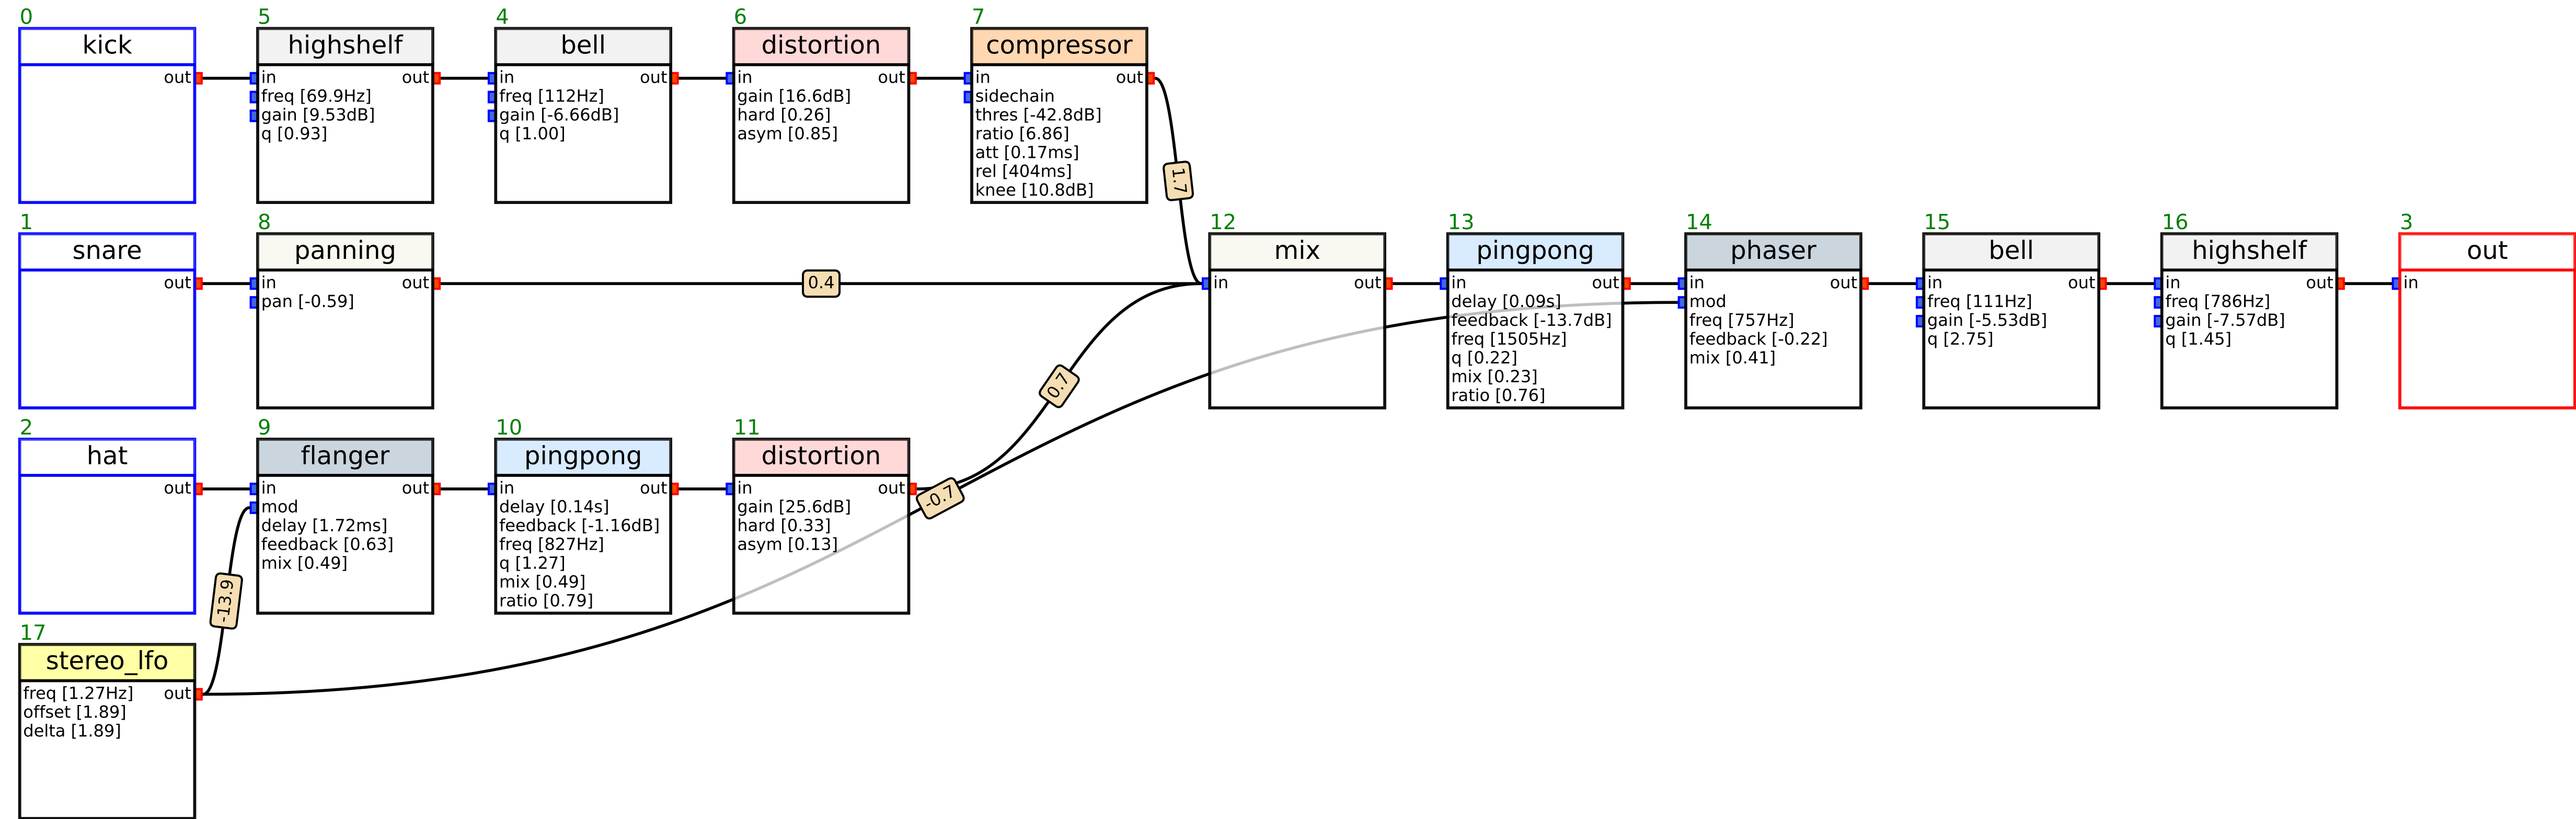 0
kick
out
5
highshelf
in out
freq [69.9Hz]
gain [9.53dB]
q [0.93]
4
bell
in out
freq [112Hz]
gain [-6.66dB]
q [1.00]
6
distortion
in out
gain [16.6dB]
hard [0.26]
asym [0.85]
7
compressor
in out
sidechain
thres [-42.8dB]
ratio [6.86]
att [0.17ms]
rel [404ms]
knee [10.8dB]
1.7
1
snare
out
8
panning
in out
pan [-0.59]
0.4
12
mix
in out
13
pingpong
in out
delay [0.09s]
feedback [-13.7dB]
freq [1505Hz]
q [0.22]
mix [0.23]
ratio [0.76]
14
phaser
in out
mod
freq [757Hz]
feedback [-0.22]
mix [0.41]
15
bell
in out
freq [111Hz]
gain [-5.53dB]
q [2.75]
16
highshelf
in out
freq [786Hz]
gain [-7.57dB]
q [1.45]
3
out
in
0.7
2
hat
out
9
flanger
in out
mod
delay [1.72ms]
feedback [0.63]
mix [0.49]
10
pingpong
in out
delay [0.14s]
feedback [-1.16dB]
freq [827Hz]
q [1.27]
mix [0.49]
ratio [0.79]
11
distortion
in out
gain [25.6dB]
hard [0.33]
asym [0.13]
-0.7
-13.9
17
stereo_lfo
freq [1.27Hz] out
offset [1.89]
delta [1.89]